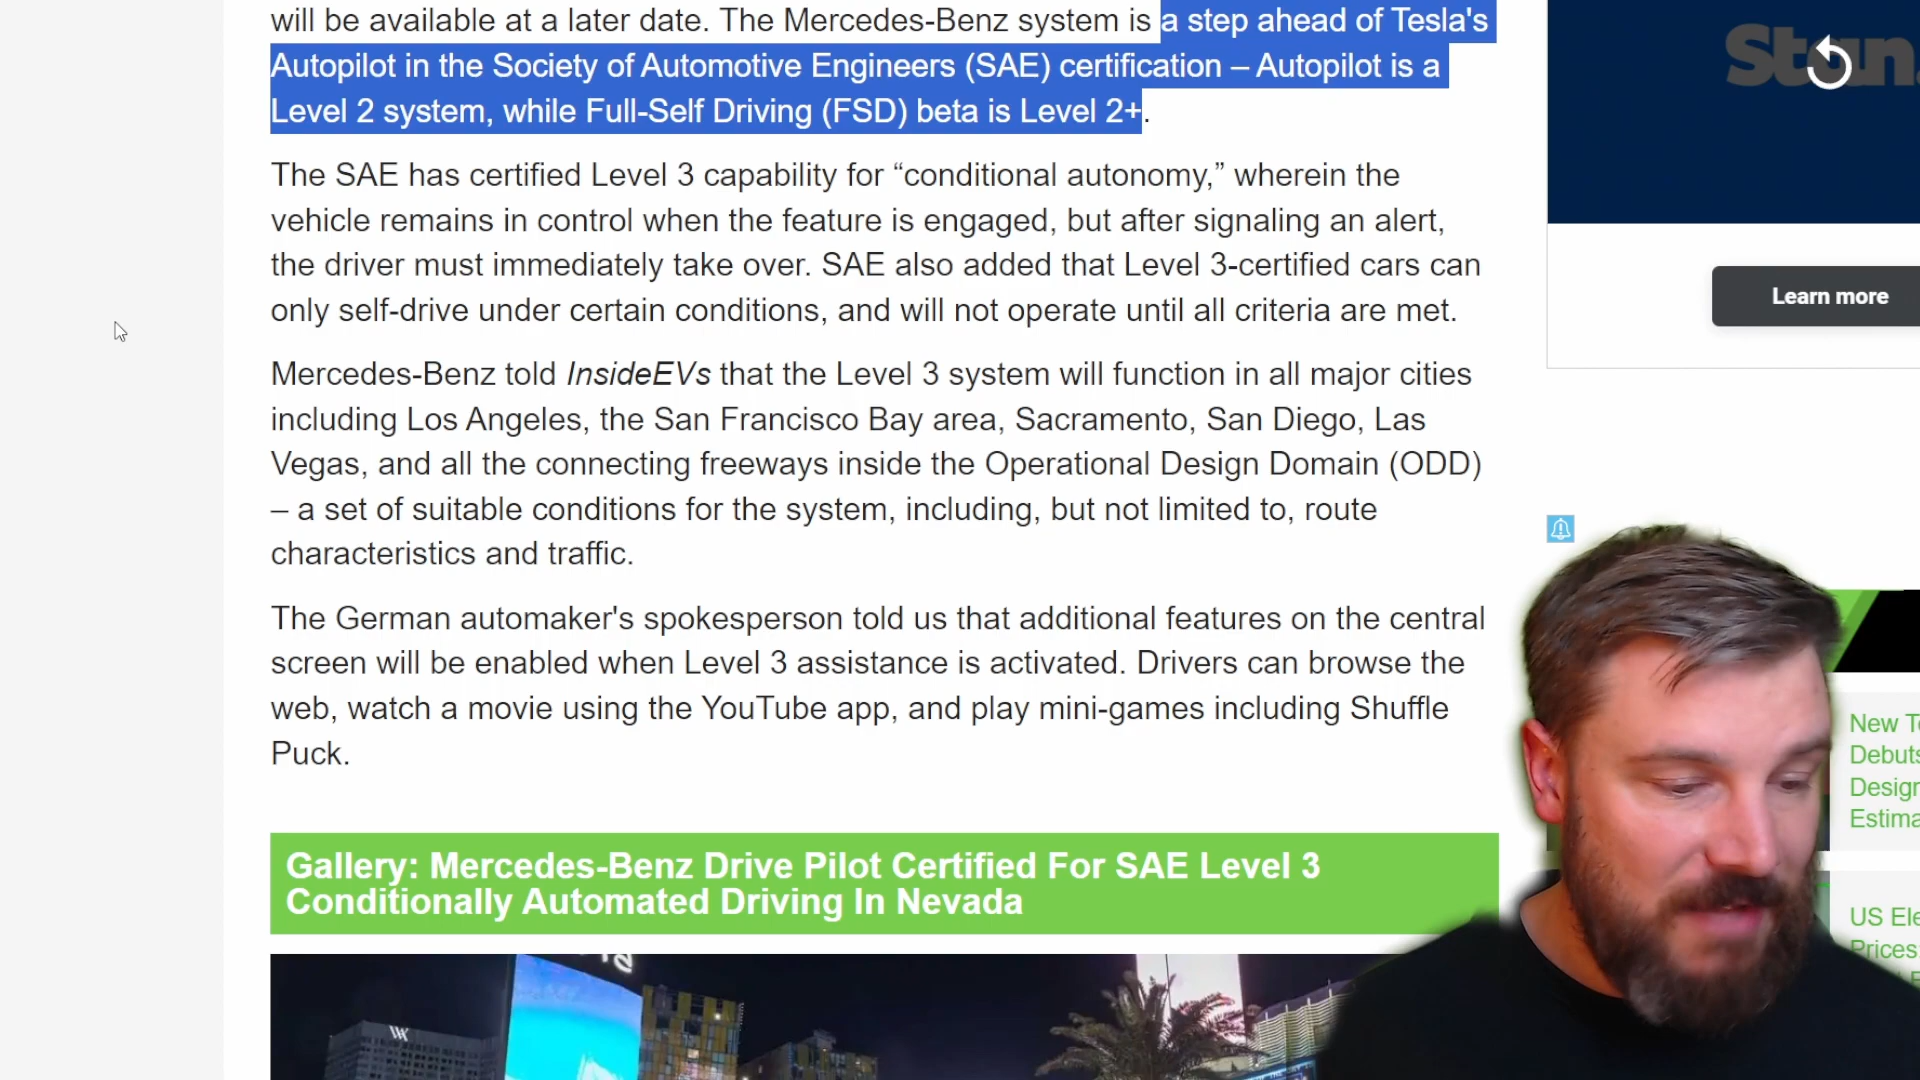 will be available at a later date. The Mercedes-Benz system is a step ahead of Tesla's
Autopilot in the Society of Automotive Engineers (SAE) certification – Autopilot is a
Level 2 system, while Full-Self Driving (FSD) beta is Level 2+.
The SAE has certified Level 3 capability for “conditional autonomy,” wherein the
vehicle remains in control when the feature is engaged, but after signaling an alert,
the driver must immediately take over. SAE also added that Level 3-certified cars can
only self-drive under certain conditions, and will not operate until all criteria are met.
Mercedes-Benz told InsideEVs that the Level 3 system will function in all major cities
including Los Angeles, the San Francisco Bay area, Sacramento, San Diego, Las
Vegas, and all the connecting freeways inside the Operational Design Domain (ODD)
– a set of suitable conditions for the system, including, but not limited to, route
characteristics and traffic.
The German automaker's spokesperson told us that additional features on the central
screen will be enabled when Level 3 assistance is activated. Drivers can browse the
web, watch a movie using the YouTube app, and play mini-games including Shuffle
Puck.
Gallery: Mercedes-Benz Drive Pilot Certified For SAE Level 3
Conditionally Automated Driving In Nevada
Stan.
Learn more
New
Debuts
Design
Estima
US Ele
Prices